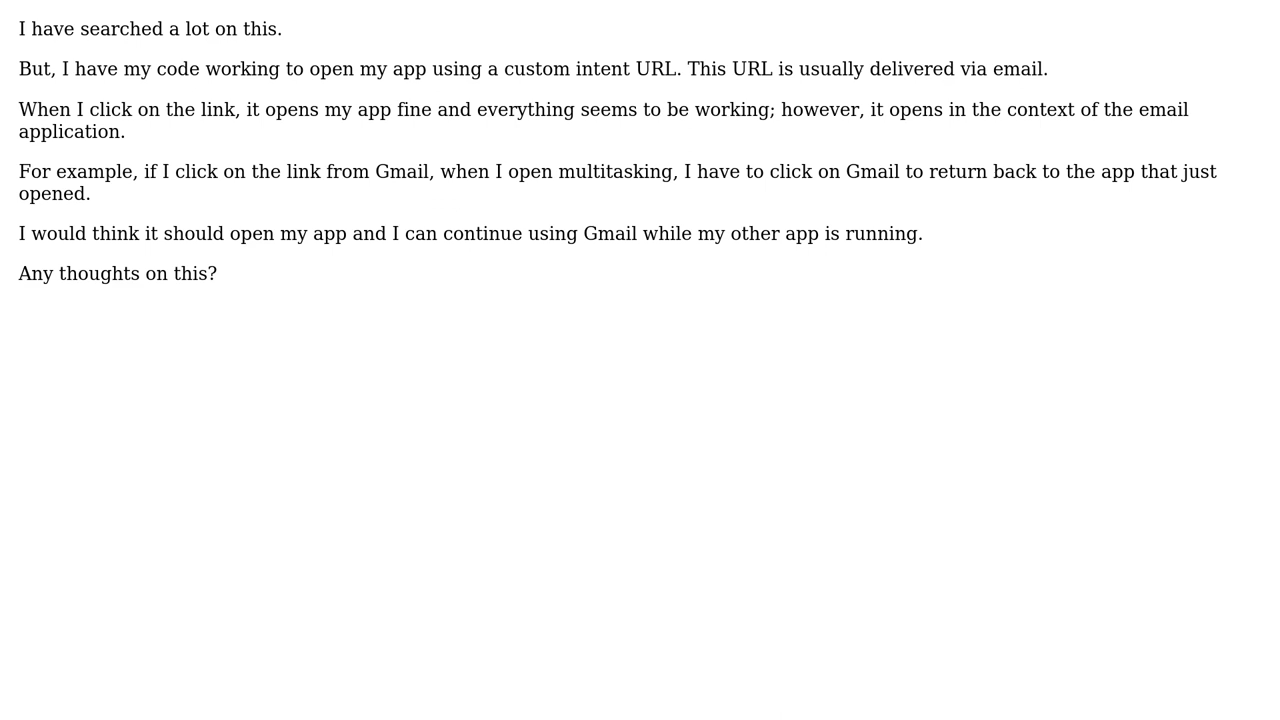 I have searched a lot on this.
But, I have my code working to open my app using a custom intent URL. This URL is usually delivered via email.
When I click on the link, it opens my app fine and everything seems to be working; however, it opens in the context of the email
application.
For example, if I click on the link from Gmail, when I open multitasking, I have to click on Gmail to return back to the app that just
opened.
I would think it should open my app and I can continue using Gmail while my other app is running.
Any thoughts on this?